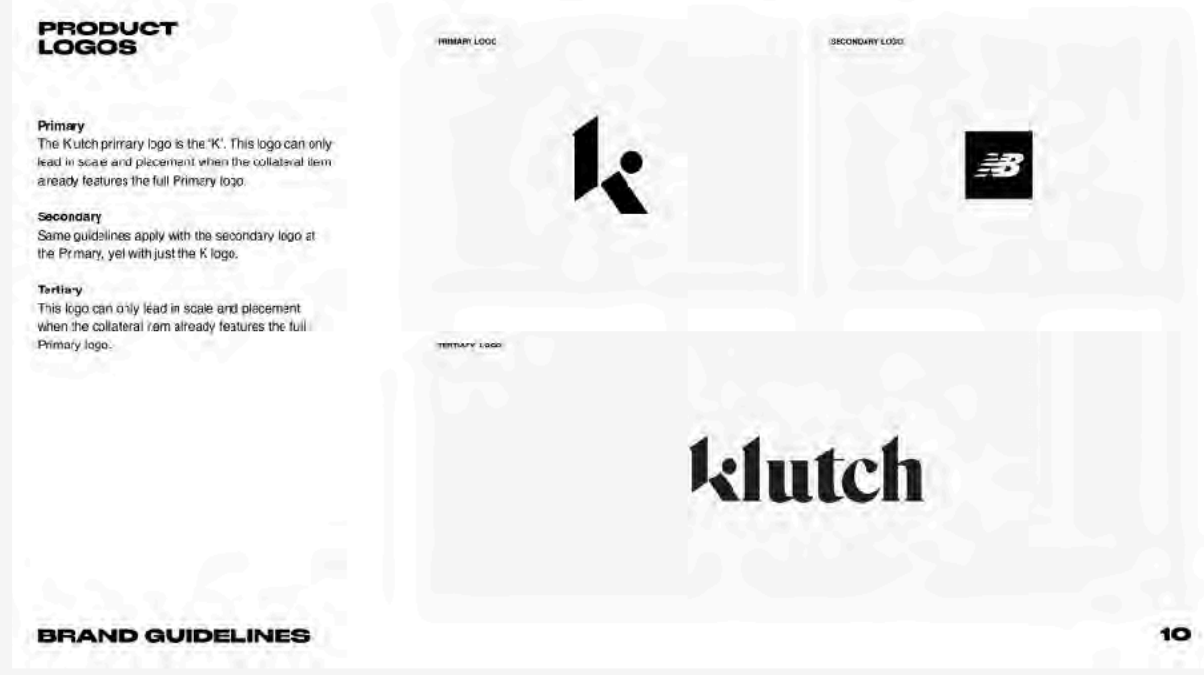 PRODUCT
LOGOS
Primary
The Klutch primary logo is the 'K'. This logo can only
lead in scale and placement when the collateral item
already features the full Primary logo.
Secondary
Same guidelines apply with the secondary logo at
the Primary, yet with just the K logo.
Tertiary
This logo can only lead in scale and placement
when the collateral item already features the full
Primary logo.
PRIMARY LOGO
k
SECONDARY LOGO
NB
TERTIARY LOGO
klutch
BRAND GUIDELINES
10